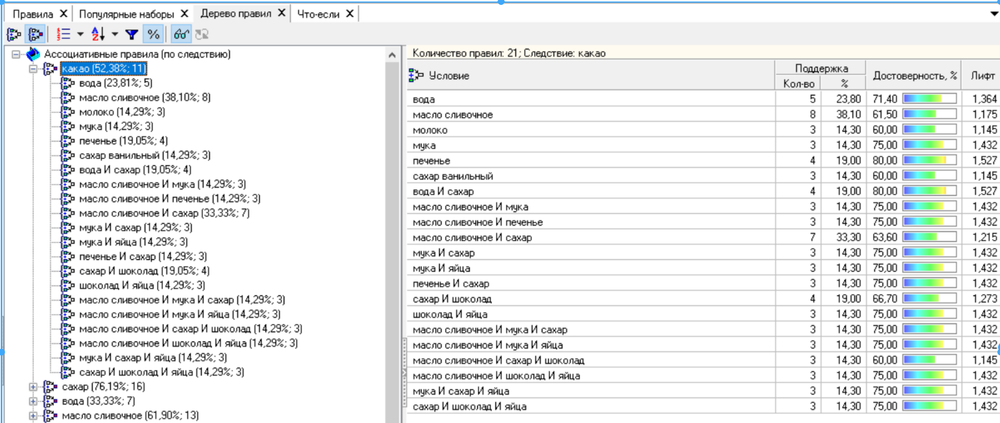 Правила X Популярные наборы X Дерево правил X Что-если X
Ассоциативные правила (по следствию)
какао (52,38%; 11)
вода (23,81%; 5)
масло сливочное (38,10%; 8)
молоко (14,29%; 3)
мука (14,29%; 3)
печенье (19,05%; 4)
сахар ванильный (14,29%; 3)
вода И сахар (19,05%; 4)
масло сливочное И мука (14,29%; 3)
масло сливочное И печенье (14,29%; 3)
масло сливочное И сахар (33,33%; 7)
мука И сахар (14,29%; 3)
мука И яйца (14,29%; 3)
печенье И сахар (14,29%; 3)
сахар И шоколад (19,05%; 4)
шоколад И яйца (14,29%; 3)
масло сливочное И мука И сахар (14,29%; 3)
масло сливочное И мука И яйца (14,29%; 3)
масло сливочное И сахар И шоколад (14,29%; 3)
масло сливочное И шоколад И яйца (14,29%; 3)
мука И сахар И яйца (14,29%; 3)
сахар И шоколад И яйца (14,29%; 3)
сахар (76,19%; 16)
вода (33,33%; 7)
масло сливочное (61,90%; 13)
Количество правил: 21; Следствие: какао
Условие Поддержка Достоверность, % Лифт
Кол-во %
вода 5 23,80 71,40 1,364
масло сливочное 8 38,10 61,50 1,175
молоко 3 14,30 60,00 1,145
мука 3 14,30 75,00 1,432
печенье 4 19,00 80,00 1,527
сахар ванильный 3 14,30 60,00 1,145
вода И сахар 4 19,00 80,00 1,527
масло сливочное И мука 3 14,30 75,00 1,432
масло сливочное И печенье 3 14,30 75,00 1,432
масло сливочное И сахар 7 33,30 63,60 1,215
мука И сахар 3 14,30 75,00 1,432
мука И яйца 3 14,30 75,00 1,432
печенье И сахар 3 14,30 75,00 1,432
сахар И шоколад 4 19,00 66,70 1,273
шоколад И яйца 3 14,30 75,00 1,432
масло сливочное И мука И сахар 3 14,30 75,00 1,432
масло сливочное И мука И яйца 3 14,30 75,00 1,432
масло сливочное И сахар И шоколад 3 14,30 60,00 1,145
масло сливочное И шоколад И яйца 3 14,30 75,00 1,432
мука И сахар И яйца 3 14,30 75,00 1,432
сахар И шоколад И яйца 3 14,30 75,00 1,432